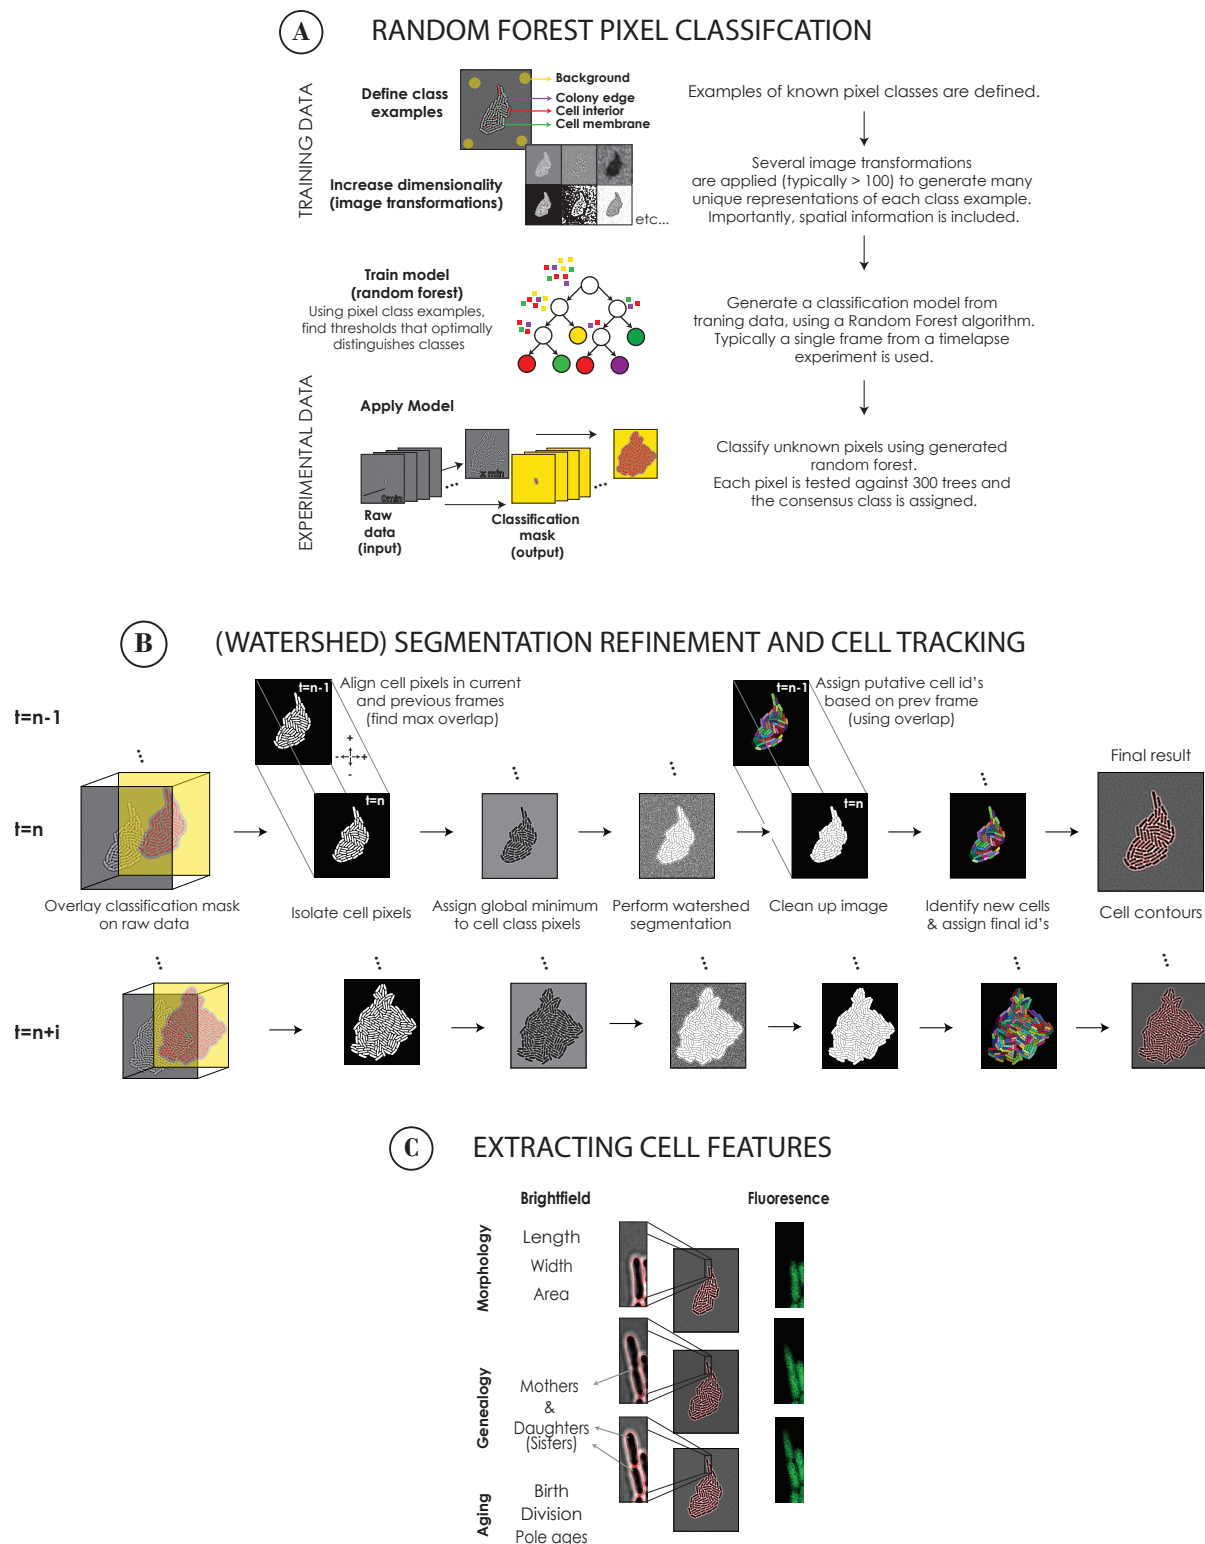 A
RANDOM FOREST PIXEL CLASSIFCATION
TRAINING DATA
Define class
examples
Background
Colony edge
Cell interior
Cell membrane
Examples of known pixel classes are defined.
Increase dimensionality
(image transformations)
etc...
Several image transformations
are applied (typically > 100) to generate many
unique representations of each class example.
Importantly, spatial information is included.
Train model
(random forest)
Using pixel class examples,
find thresholds that optimally
distinguishes classes
Generate a classification model from
traning data, using a Random Forest algorithm.
Typically a single frame from a timelapse
experiment is used.
EXPERIMENTAL DATA
Apply Model
x min
0min
Raw
data
(input)
Classification
mask
(output)
Classify unknown pixels using generated
random forest.
Each pixel is tested against 300 trees and
the consensus class is assigned.
B
(WATERSHED) SEGMENTATION REFINEMENT AND CELL TRACKING
t=n-1
t=n-1
Align cell pixels in current
and previous frames
(find max overlap)
+
- +
-
t=n-1
Assign putative cell id's
based on prev frame
(using overlap)
Final result
t=n
t=n
t=n
Overlay classification mask
on raw data
Isolate cell pixels
Assign global minimum
to cell class pixels
Perform watershed
segmentation
Clean up image
Identify new cells
& assign final id's
Cell contours
t=n+i
C
EXTRACTING CELL FEATURES
Brightfield
Fluoresence
Morphology
Length
Width
Area
Genealogy
Mothers
&
Daughters
(Sisters)
Aging
Birth
Division
Pole ages